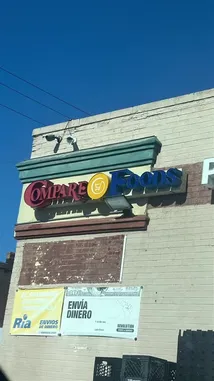 COMPARE FOODS
P
Ria
ENVIOS
DE DINERO
ENVÍA
DINERO